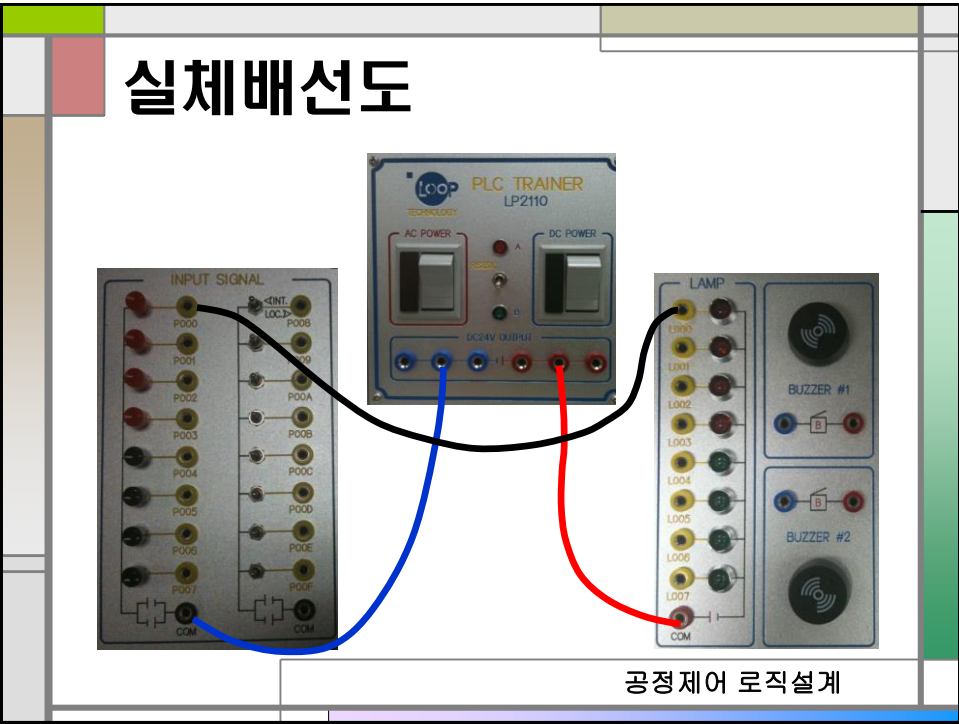 실체배선도
LOOP
TECHNOLOGY
PLC TRAINER
LP2110
AC POWER
DC POWER
A
B
DC24V OUTPUT
INPUT SIGNAL
P000
P001
P002
P003
P004
P005
P006
P007
COM
INT.
LOC.
P008
P00A
P00B
P00C
P00D
P00E
P00F
COM
LAMP
L000
L001
L002
L003
L004
L005
L006
L007
COM
BUZZER #1
B
B
BUZZER #2
공정제어 로직설계